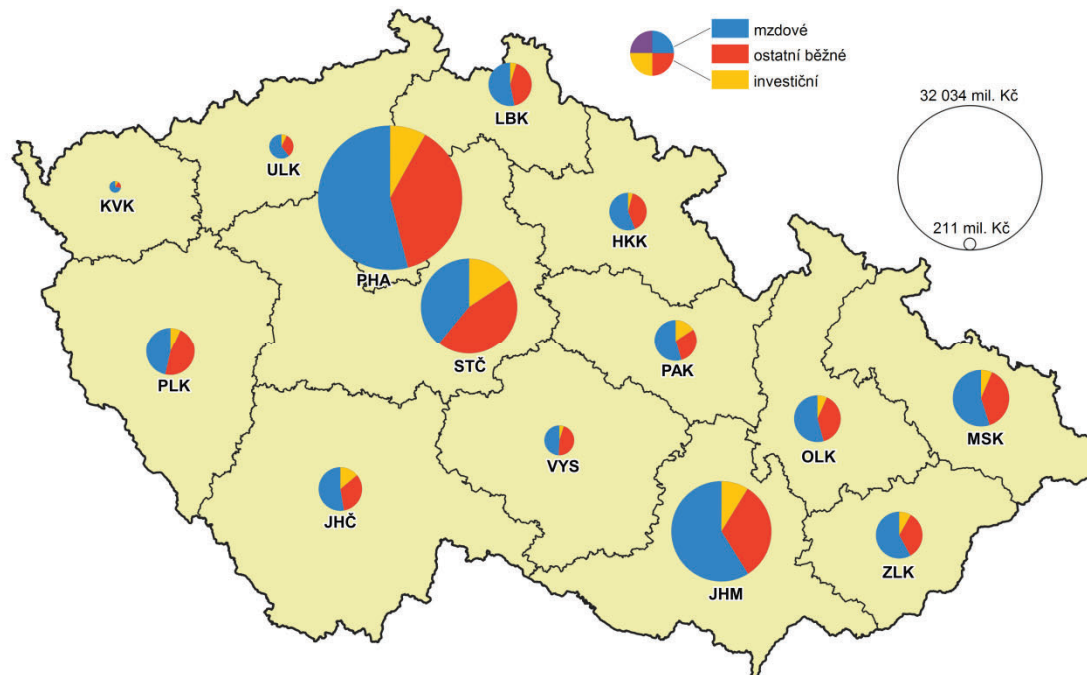 mzdové
ostatní běžné
investiční
32 034 mil. Kč
211 mil. Kč
LBK
ULK
KVK
HKK
PHA
STČ
PAK
PLK
MSK
OLK
VYS
JHČ
ZLK
JHM